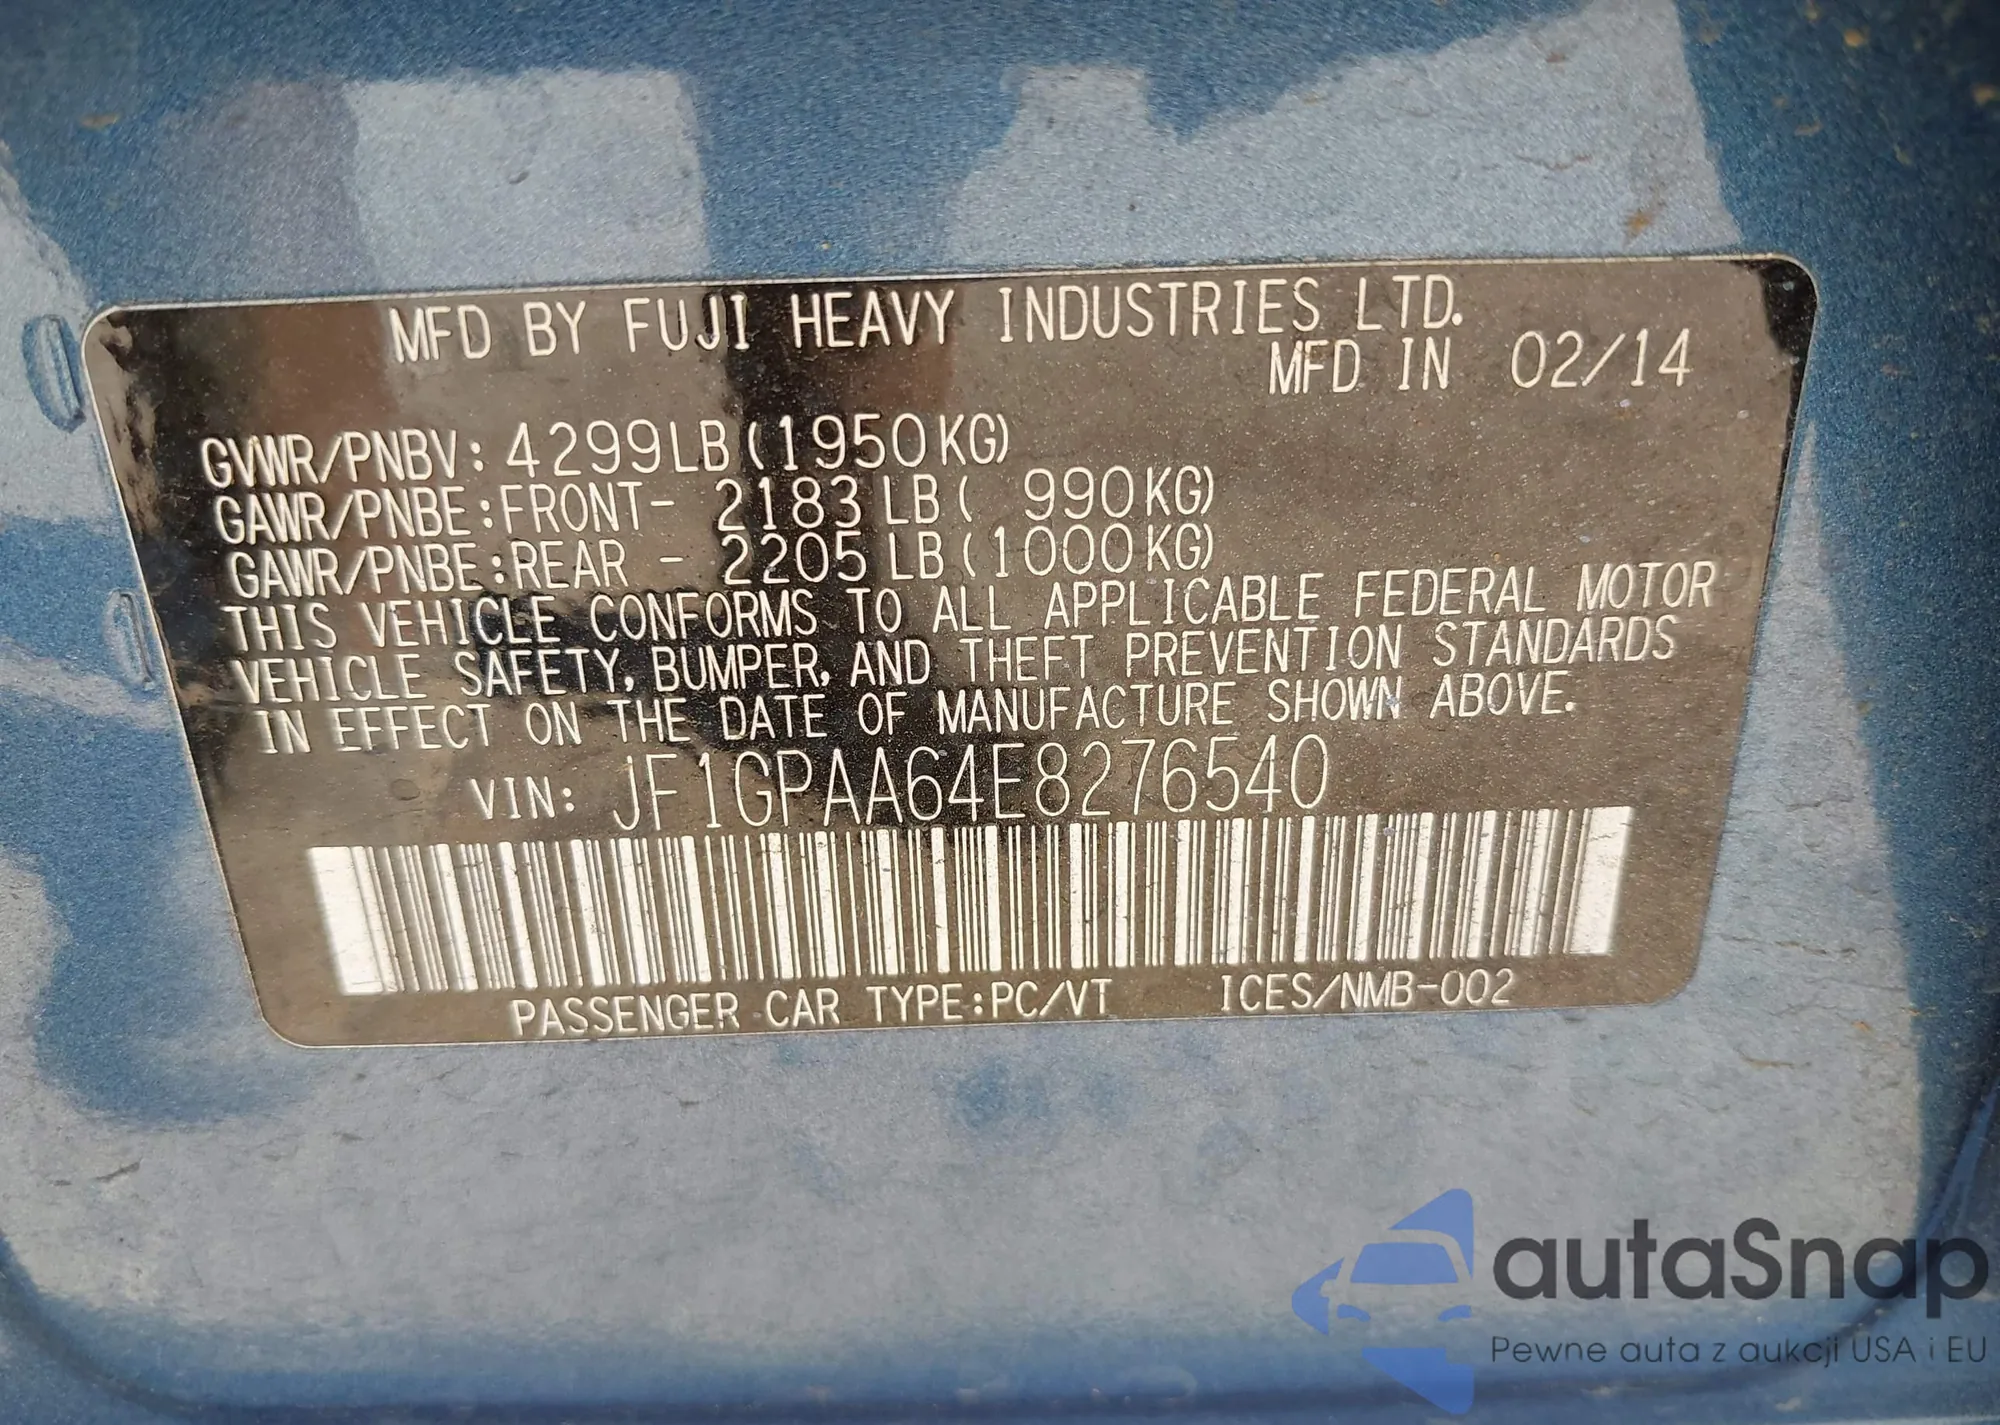 MFD BY FUJI HEAVY INDUSTRIES LTD.
MFD IN 02/14
GVWR/PNBV: 4299LB(1950KG)
GAWR/PNBE:FRONT- 2183LB( 990KG)
GAWR/PNBE:REAR - 2205LB(1000KG)
THIS VEHICLE CONFORMS TO ALL APPLICABLE FEDERAL MOTOR
VEHICLE SAFETY, BUMPER, AND THEFT PREVENTION STANDARDS
IN EFFECT ON THE DATE OF MANUFACTURE SHOWN ABOVE.
VIN: JF1GPAA64E8276540
PASSENGER CAR TYPE:PC/VT ICES/NMB-002
autaSnap
Pewne auta z aukcji USA i EU